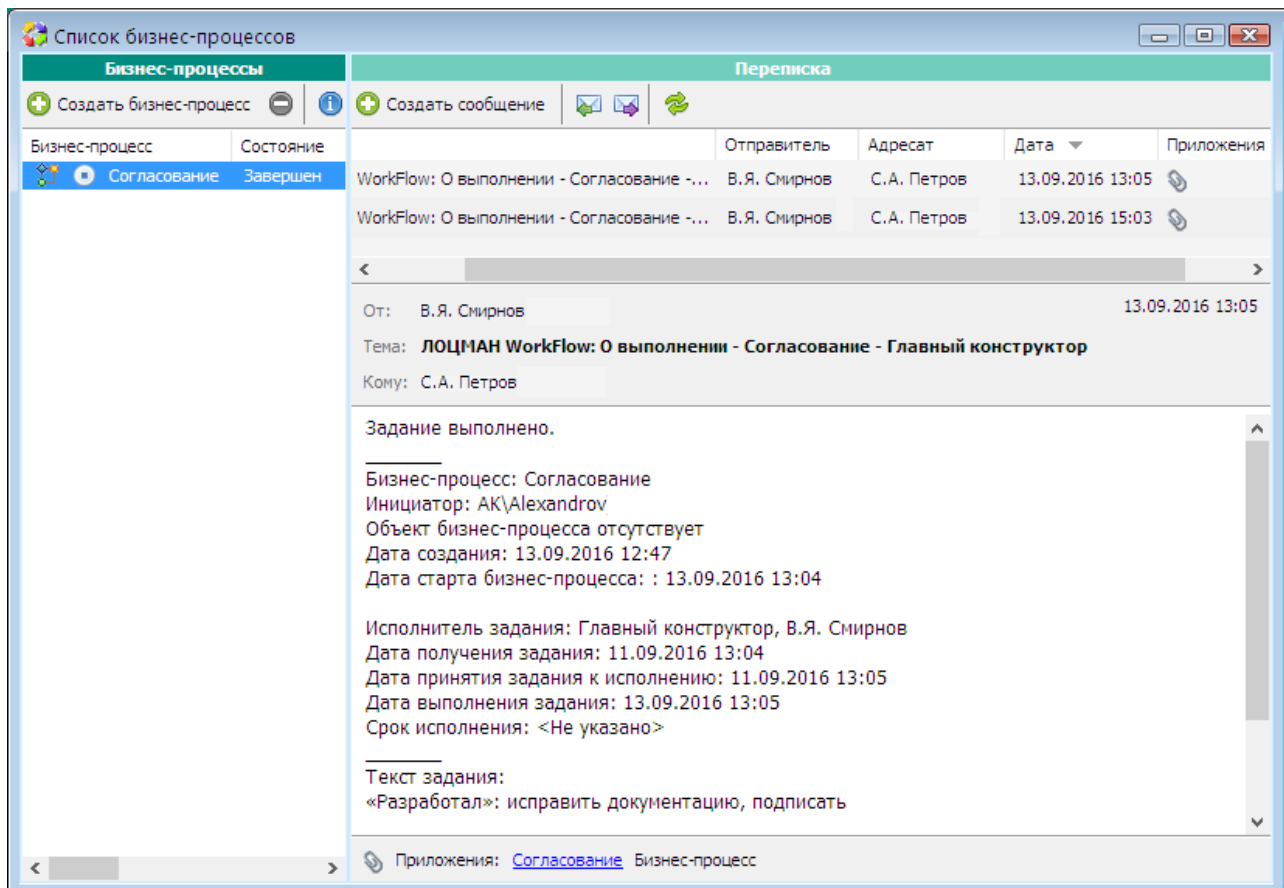 Список бизнес-процессов
Бизнес-процессы
Переписка
Создать бизнес-процесс
Создать сообщение
Бизнес-процесс Состояние
Отправитель Адресат Дата Приложения
Согласование Завершен
WorkFlow: О выполнении - Согласование -... В.Я. Смирнов С.А. Петров 13.09.2016 13:05
WorkFlow: О выполнении - Согласование -... В.Я. Смирнов С.А. Петров 13.09.2016 15:03
От: В.Я. Смирнов 13.09.2016 13:05
Тема: ЛОЦМАН WorkFlow: О выполнении - Согласование - Главный конструктор
Кому: С.А. Петров
Задание выполнено.
Бизнес-процесс: Согласование
Инициатор: AK\Alexandrov
Объект бизнес-процесса отсутствует
Дата создания: 13.09.2016 12:47
Дата старта бизнес-процесса: : 13.09.2016 13:04
Исполнитель задания: Главный конструктор, В.Я. Смирнов
Дата получения задания: 11.09.2016 13:04
Дата принятия задания к исполнению: 11.09.2016 13:05
Дата выполнения задания: 13.09.2016 13:05
Срок исполнения: <Не указано>
Текст задания:
«Разработал»: исправить документацию, подписать
Приложения: Согласование Бизнес-процесс